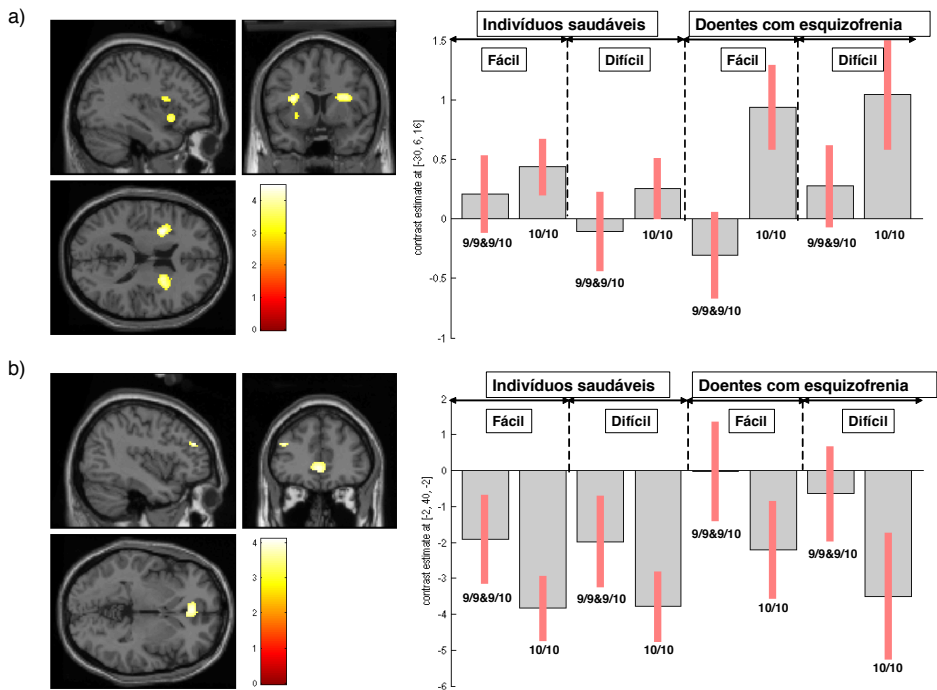 a)
Indivíduos saudáveis
Doentes com esquizofrenia
Fácil
Difícil
Fácil
Difícil
contrast estimate at [-30, 6, 16]
1.5
1
0.5
0
-0.5
-1
9/9&9/10
10/10
9/9&9/10
10/10
9/9&9/10
10/10
9/9&9/10
10/10
4
3
2
1
0
b)
Indivíduos saudáveis
Doentes com esquizofrenia
Fácil
Difícil
Fácil
Difícil
contrast estimate at [-2, 40, -2]
2
1
0
-1
-2
-3
-4
-5
-6
9/9&9/10
10/10
9/9&9/10
10/10
9/9&9/10
10/10
9/9&9/10
10/10
4
3
2
1
0